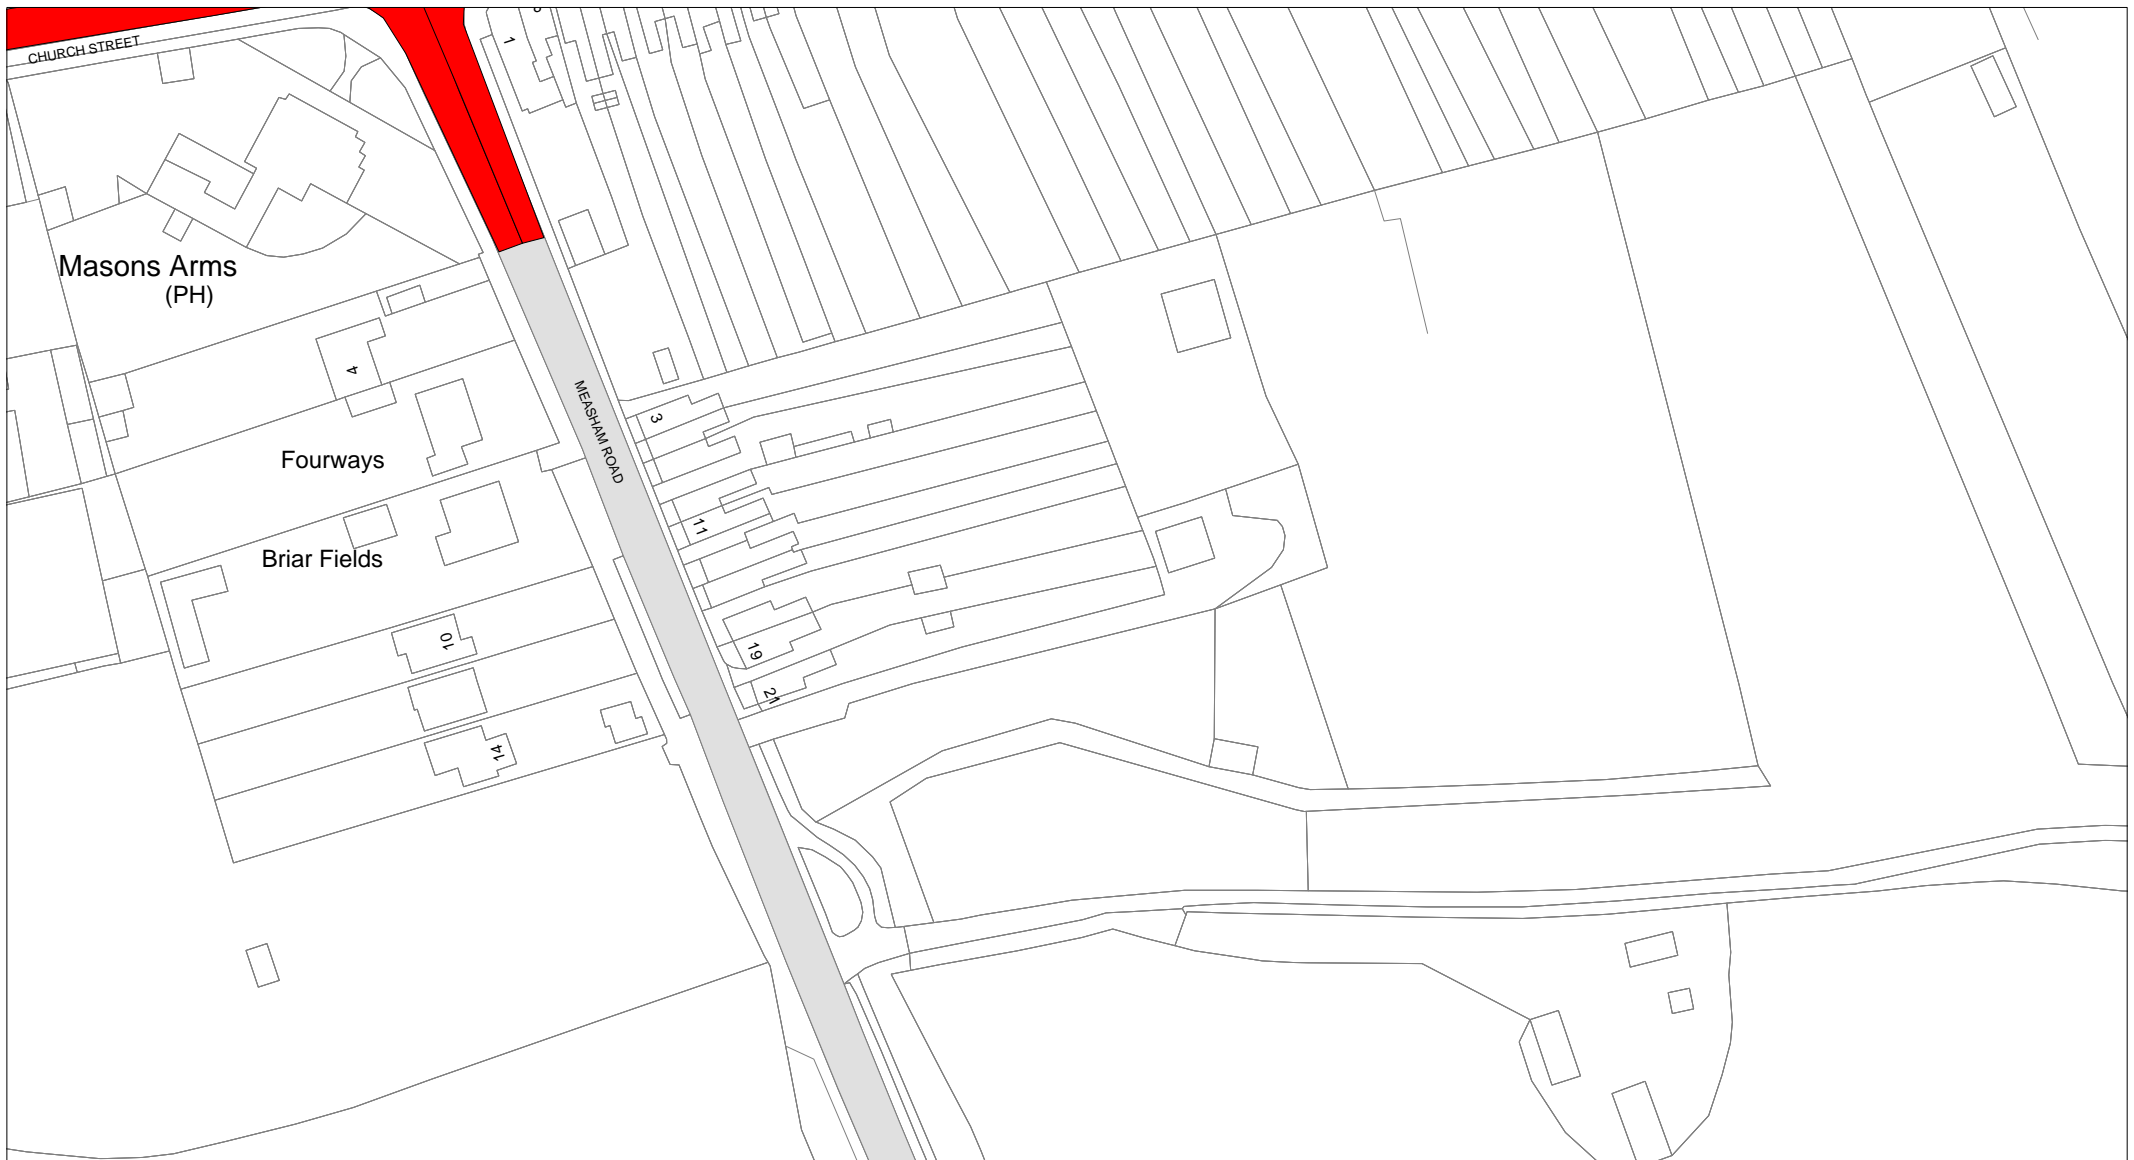 CHURCH STREET
1
Masons Arms
(PH)
4
MEASHAM ROAD
3
Fourways
11
Briar Fields
10
19
21
14